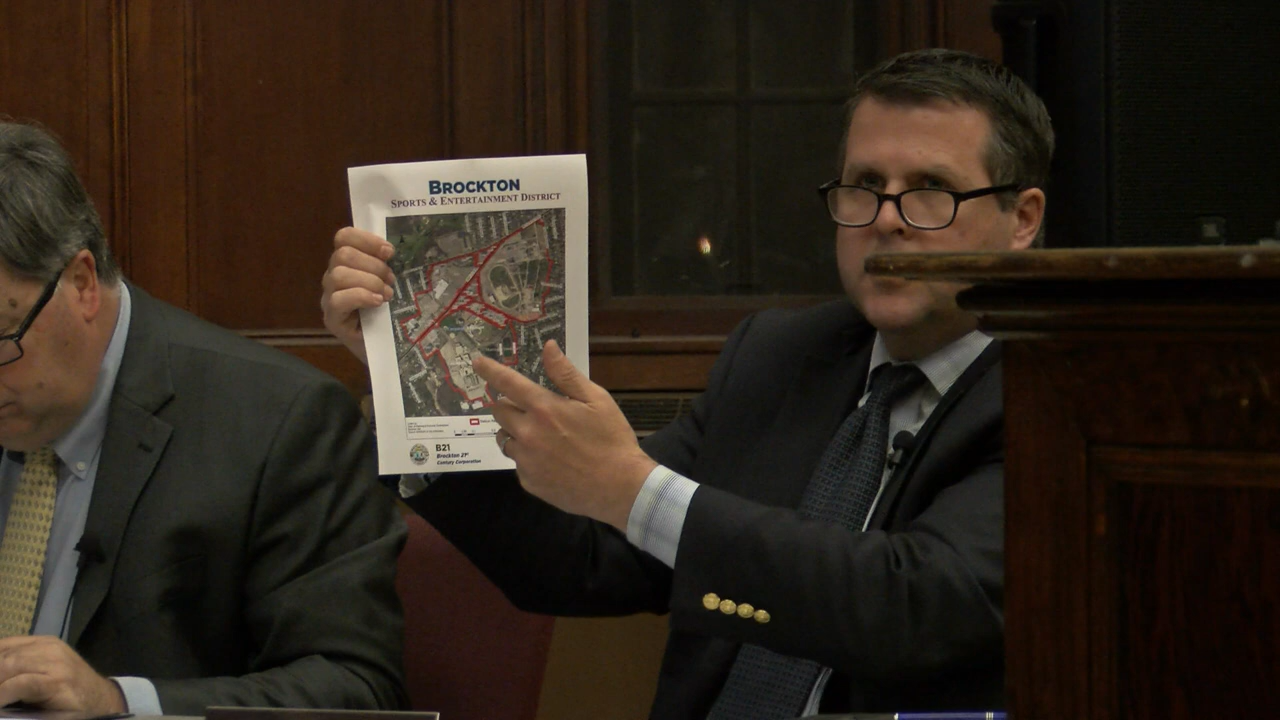 BROCKTON
SPORTS & ENTERTAINMENT DISTRICT
B21
Brockton 21st
Century Corporation